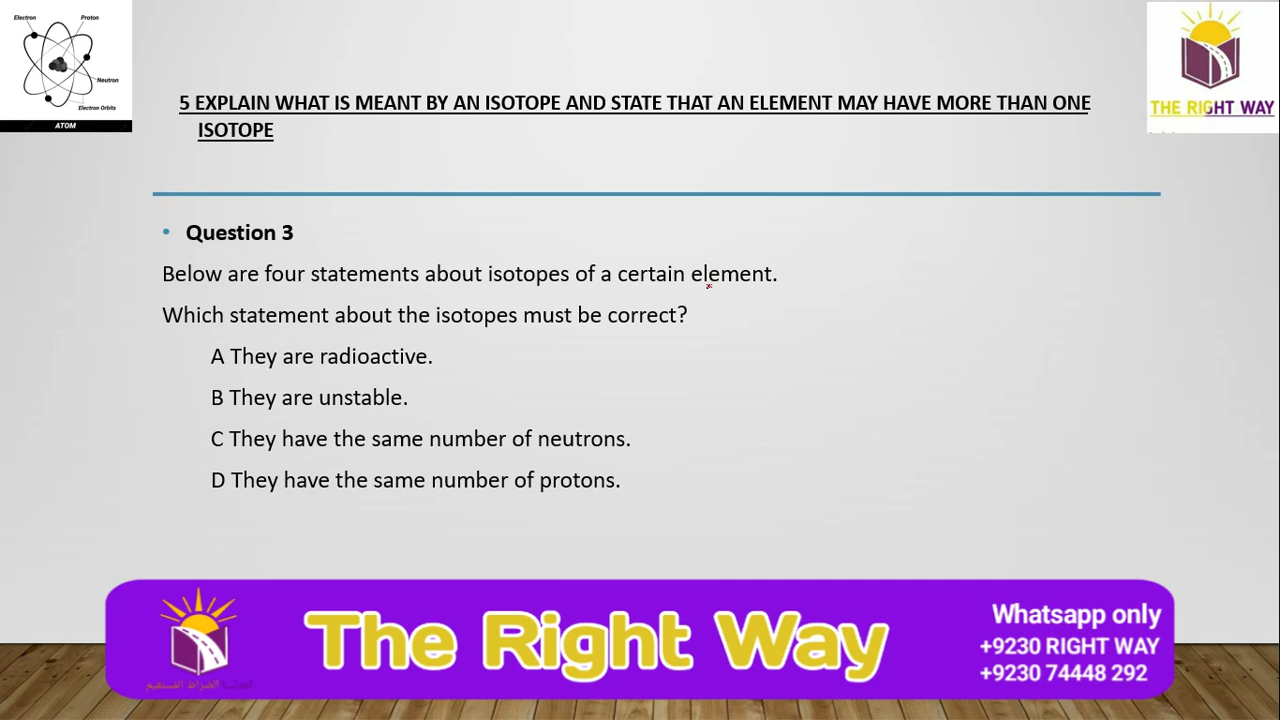 Electron
Proton
Neutron
Electron Orbits
ATOM
THE RIGHT WAY
5 EXPLAIN WHAT IS MEANT BY AN ISOTOPE AND STATE THAT AN ELEMENT MAY HAVE MORE THAN ONE
ISOTOPE
• Question 3
Below are four statements about isotopes of a certain element.
Which statement about the isotopes must be correct?
A They are radioactive.
B They are unstable.
C They have the same number of neutrons.
D They have the same number of protons.
The Right Way
Whatsapp only
+9230 RIGHT WAY
+9230 74448 292
الصراط المستقيم